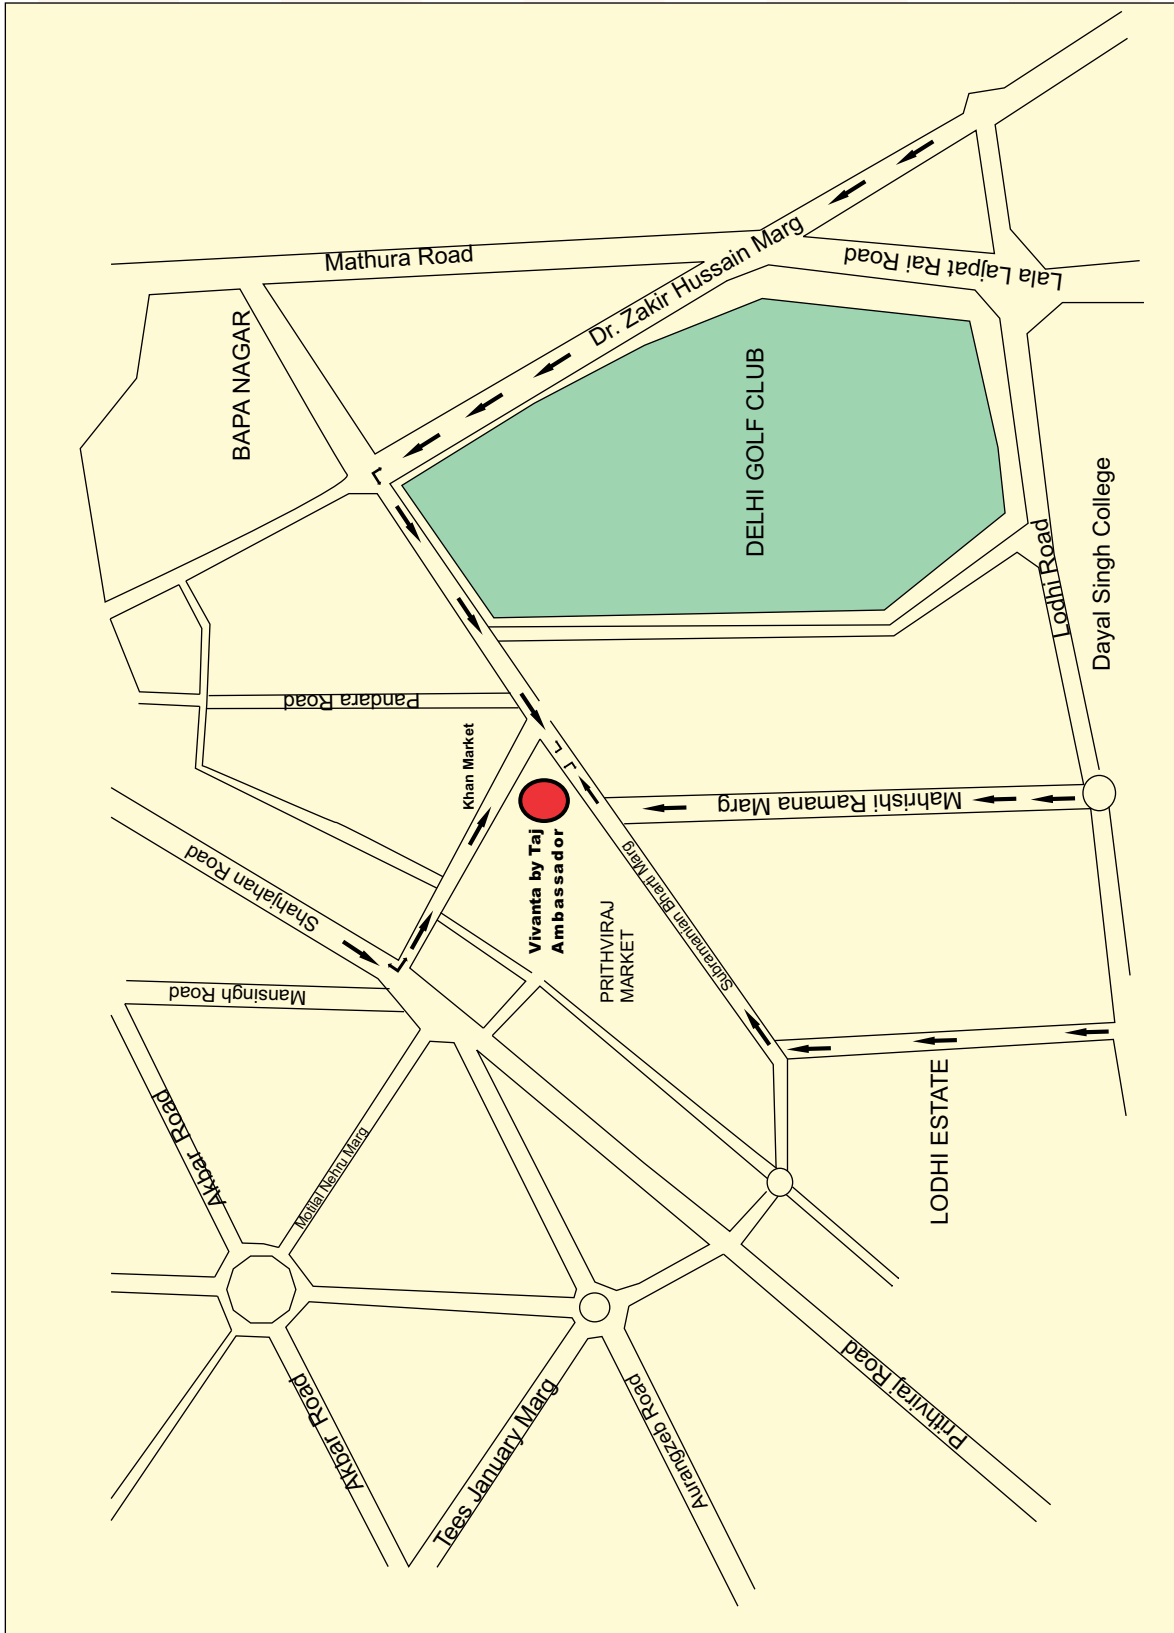 Mathura Road
Dr. Zakir Hussain Marg
Lala Lajpat Rai Road
BAPA NAGAR
DELHI GOLF CLUB
Dayal Singh College
Lodhi Road
Pandara Road
Khan Market
Mahrishi Ramana Marg
Vivanta by Taj
Ambassador
Subramanian Bharti Marg
PRITHVIRAJ
MARKET
Shahjahan Road
Mansingh Road
LODHI ESTATE
Akbar Road
Motilal Nehru Marg
Akbar Road
Tees January Marg
Aurangzeb Road
Prithviraj Road